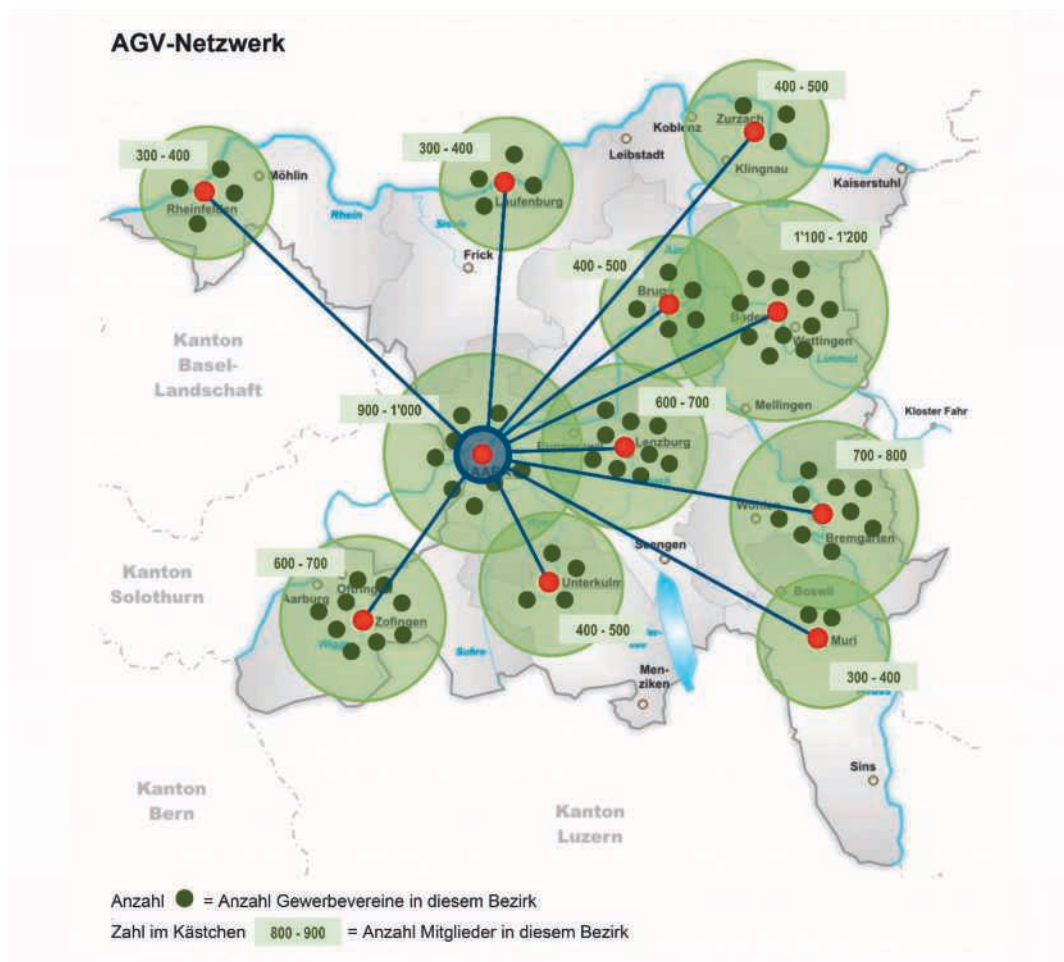 AGV-Netzwerk
400 - 500
Zurzach
Koblenz
Leibstadt
Klingnau
Kaiserstuhl
300 - 400
Möhlin
Rheinfelden
300 - 400
Laufenburg
Rhein
Frick
1'100 - 1'200
400 - 500
Brugg
Baden
Wettingen
Limmat
Kanton
Basel-
Landschaft
900 - 1'000
600 - 700
Mellingen
Kloster Fahr
Lenzburg
700 - 800
Wohlen
Bremgarten
Seengen
600 - 700
Aarburg
Oftringen
Zofingen
Kanton
Solothurn
Unterkulm
400 - 500
Suhre
Boswil
Muri
300 - 400
Men-
ziken
Sins
Kanton
Bern
Kanton
Luzern
Anzahl = Anzahl Gewerbevereine in diesem Bezirk
Zahl im Kästchen 800 - 900 = Anzahl Mitglieder in diesem Bezirk